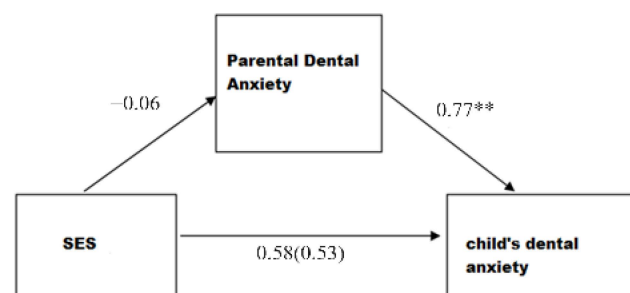 Parental Dental
Anxiety
−0.06
0.77**
SES
0.58(0.53)
child's dental
anxiety